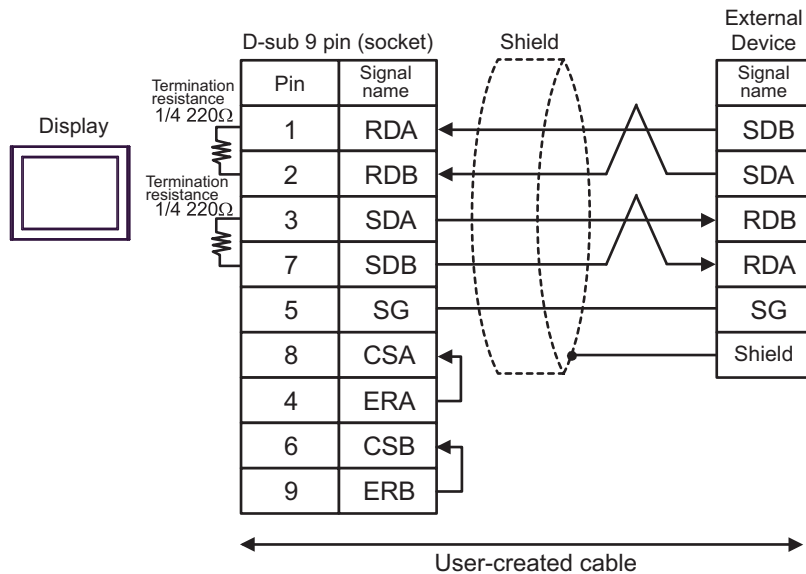 D-sub 9 pin (socket)
Shield
External
Device
Display
Termination
resistance
1/4 220Ω
Termination
resistance
1/4 220Ω
Pin Signal
name
Signal
name
1 RDA SDB
2 RDB SDA
3 SDA RDB
7 SDB RDA
5 SG SG
8 CSA Shield
4 ERA
6 CSB
9 ERB
User-created cable